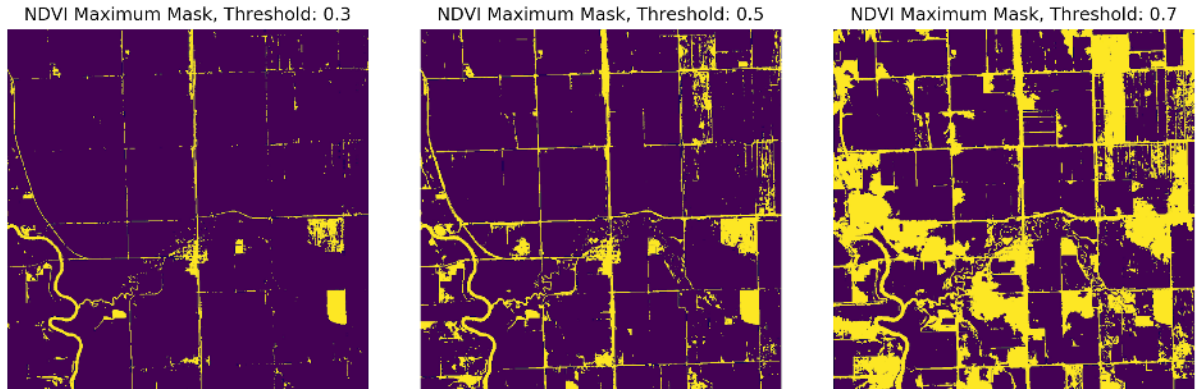 NDVI Maximum Mask, Threshold: 0.3
NDVI Maximum Mask, Threshold: 0.5
NDVI Maximum Mask, Threshold: 0.7